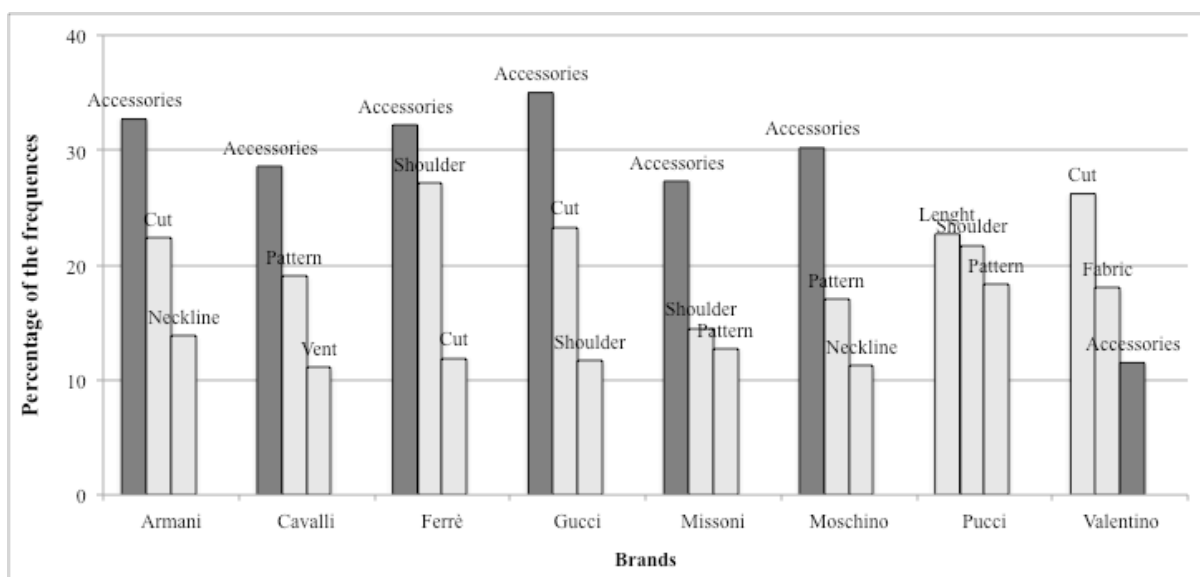 40
30
20
10
0
Percentage of the frequences
Accessories
Cut
Neckline
Accessories
Pattern
Vent
Accessories
Shoulder
Cut
Accessories
Cut
Shoulder
Accessories
Shoulder
Pattern
Accessories
Pattern
Neckline
Lenght
Shoulder
Pattern
Cut
Fabric
Accessories
Armani Cavalli Ferrè Gucci Missoni Moschino Pucci Valentino
Brands